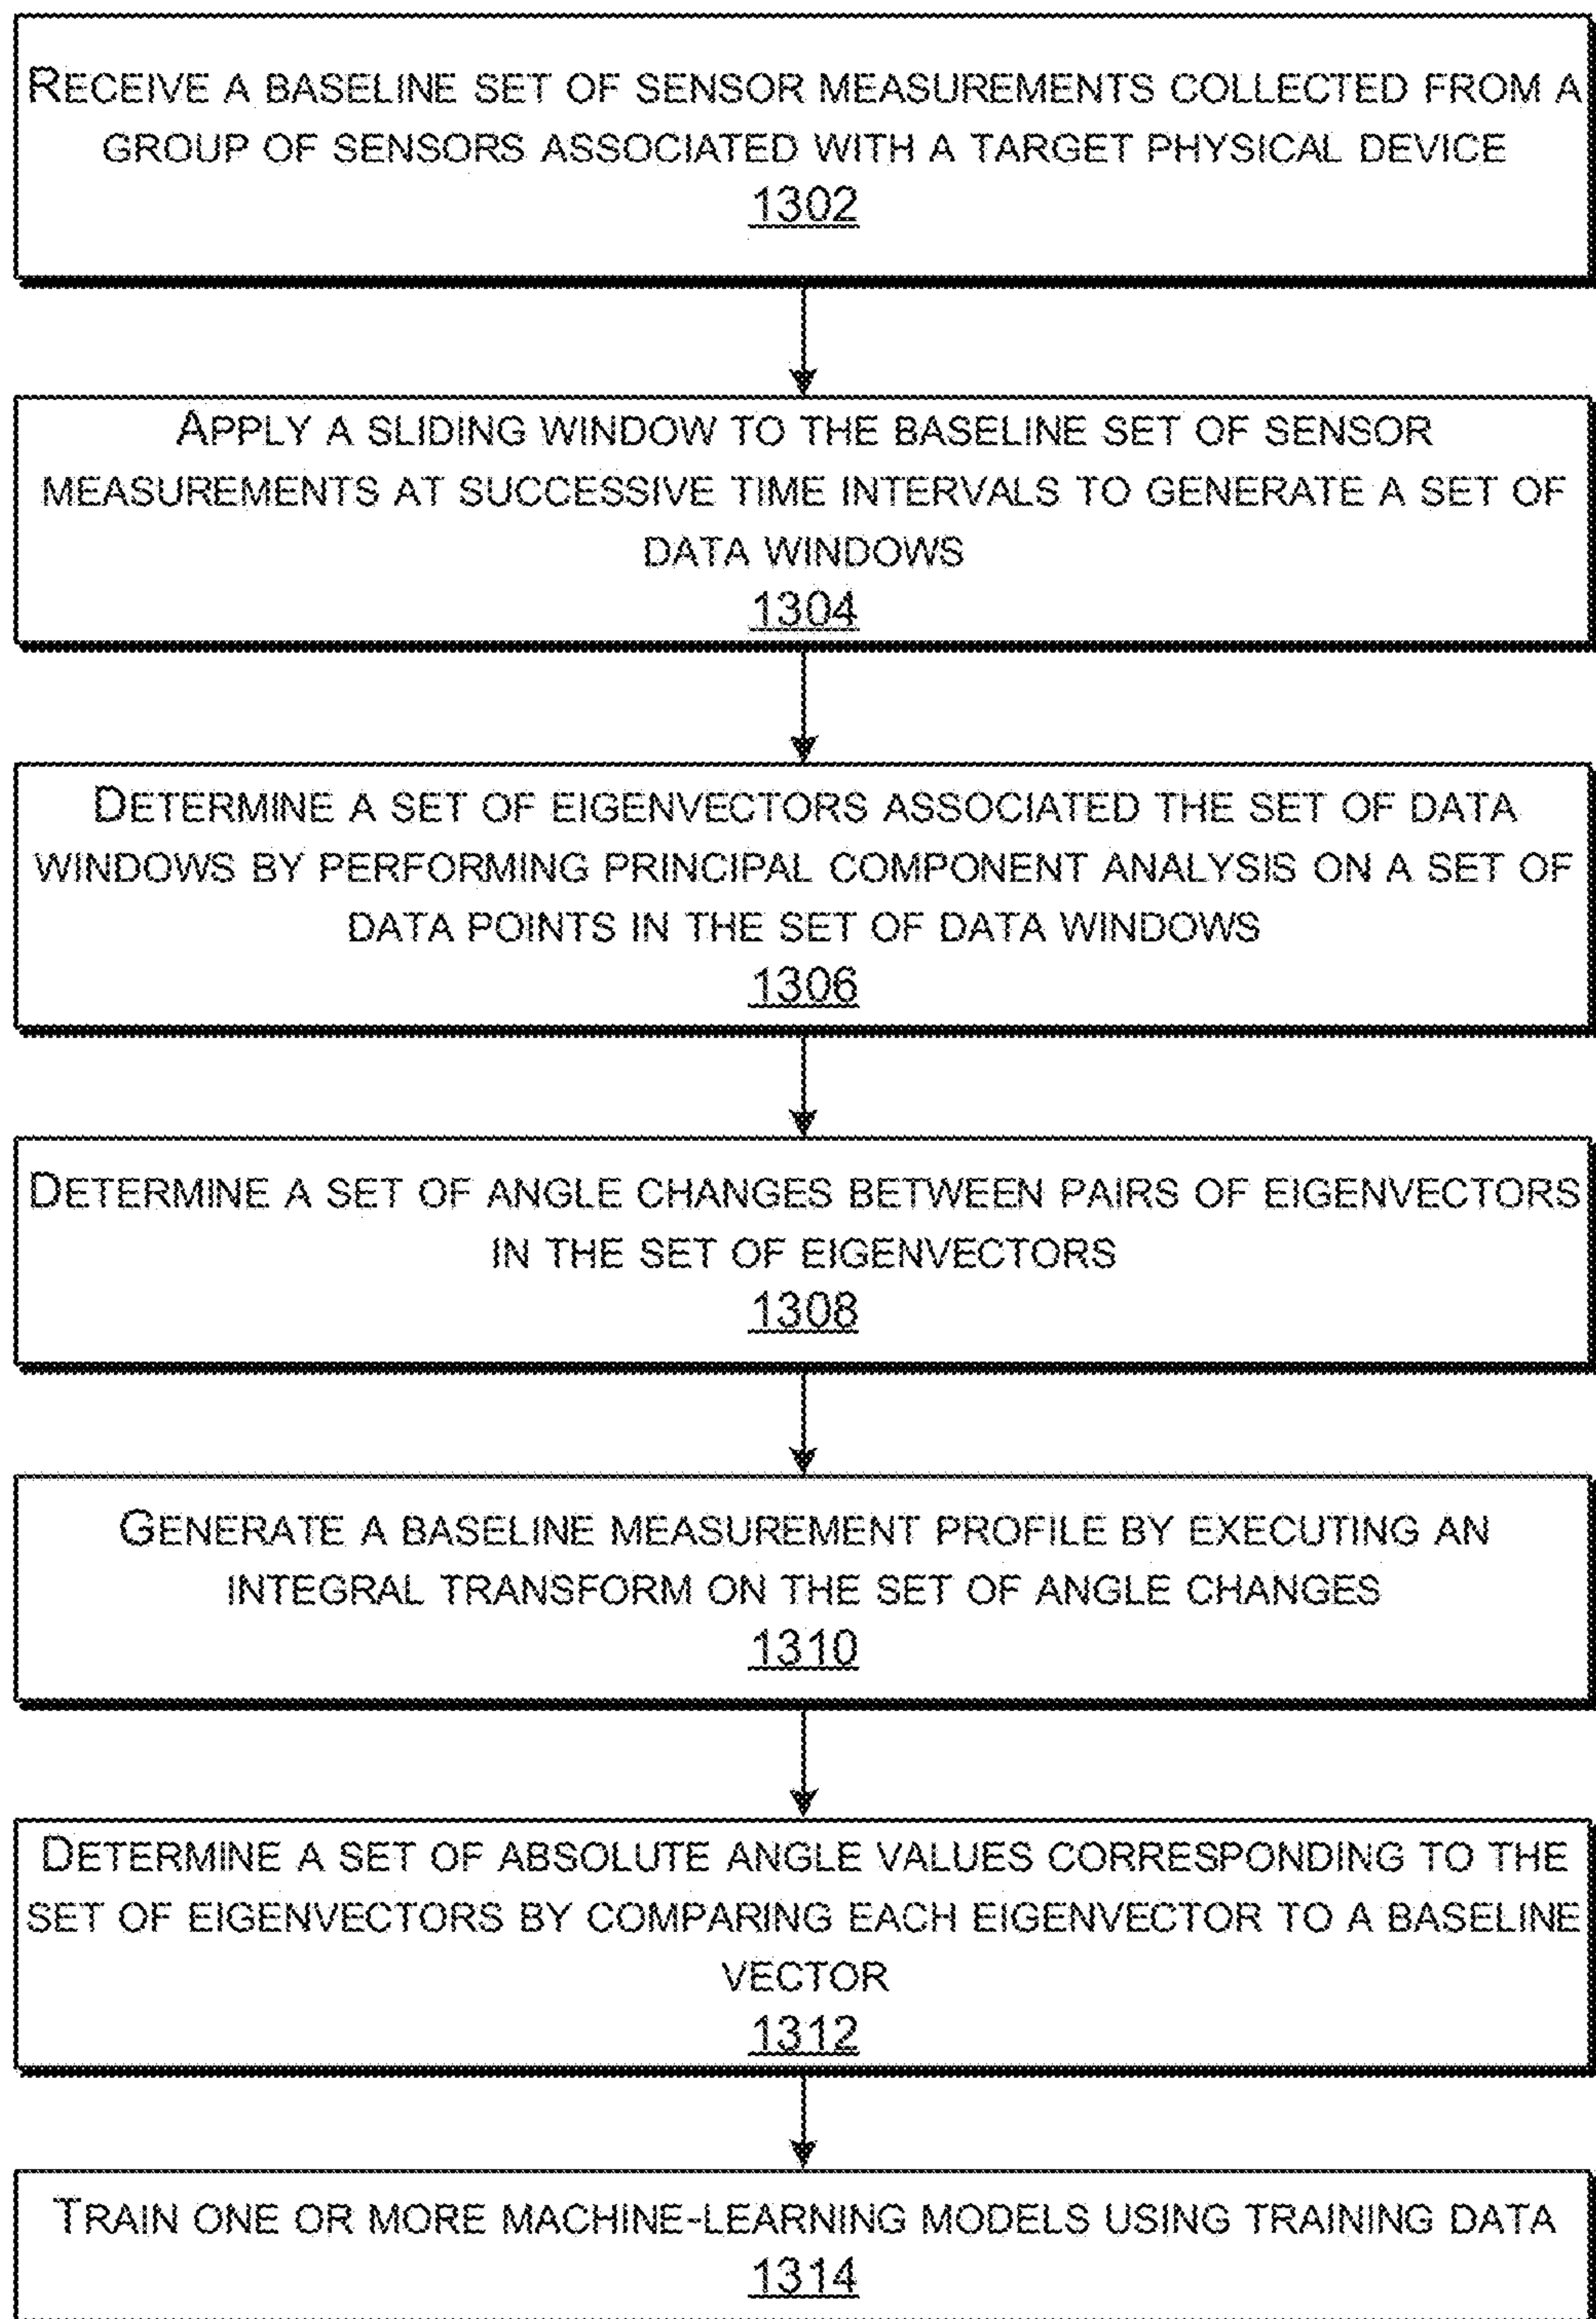 RECEIVE A BASELINE SET OF SENSOR MEASUREMENTS COLLECTED FROM A
GROUP OF SENSORS ASSOCIATED WITH A TARGET PHYSICAL DEVICE
1302
APPLY A SLIDING WINDOW TO THE BASELINE SET OF SENSOR
MEASUREMENTS AT SUCCESSIVE TIME INTERVALS TO GENERATE A SET OF
DATA WINDOWS
1304
DETERMINE A SET OF EIGENVECTORS ASSOCIATED THE SET OF DATA
WINDOWS BY PERFORMING PRINCIPAL COMPONENT ANALYSIS ON A SET OF
DATA POINTS IN THE SET OF DATA WINDOWS
1306
DETERMINE A SET OF ANGLE CHANGES BETWEEN PAIRS OF EIGENVECTORS
IN THE SET OF EIGENVECTORS
1308
GENERATE A BASELINE MEASUREMENT PROFILE BY EXECUTING AN
INTEGRAL TRANSFORM ON THE SET OF ANGLE CHANGES
1310
DETERMINE A SET OF ABSOLUTE ANGLE VALUES CORRESPONDING TO THE
SET OF EIGENVECTORS BY COMPARING EACH EIGENVECTOR TO A BASELINE
VECTOR
1312
TRAIN ONE OR MORE MACHINE-LEARNING MODELS USING TRAINING DATA
1314